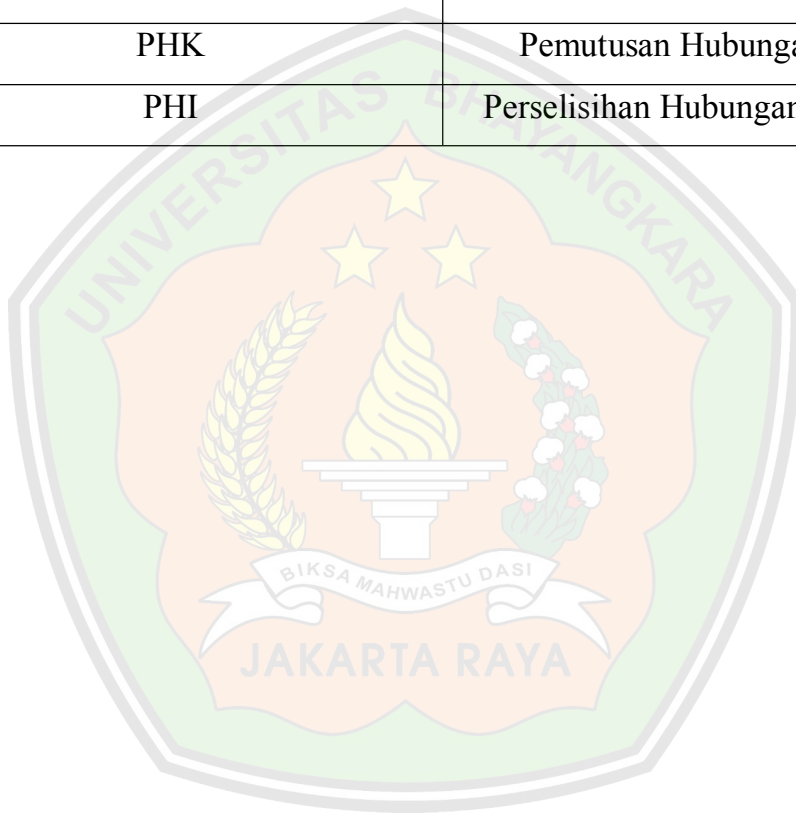 PHK Pemutusan Hubunga
PHI Perselisihan Hubungan
UNIVERSITAS BHAYANGKARA
BIKSA MAHWASTU DASI
JAKARTA RAYA